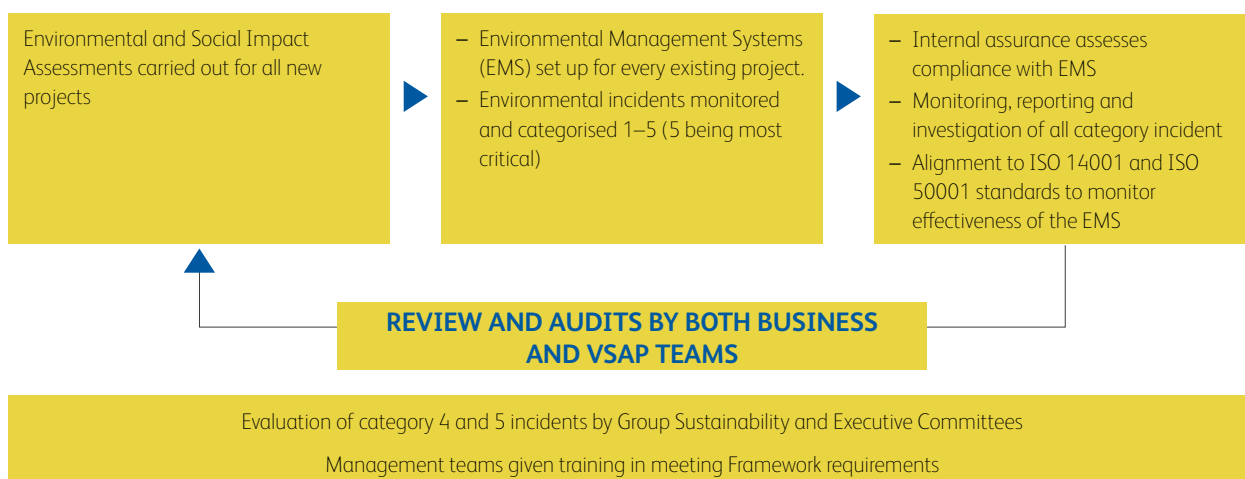 Environmental and Social Impact
Assessments carried out for all new
projects
– Environmental Management Systems
(EMS) set up for every existing project.
– Environmental incidents monitored
and categorised 1–5 (5 being most
critical)
– Internal assurance assesses
compliance with EMS
– Monitoring, reporting and
investigation of all category incident
– Alignment to ISO 14001 and ISO
50001 standards to monitor
effectiveness of the EMS
REVIEW AND AUDITS BY BOTH BUSINESS
AND VSAP TEAMS
Evaluation of category 4 and 5 incidents by Group Sustainability and Executive Committees
Management teams given training in meeting Framework requirements